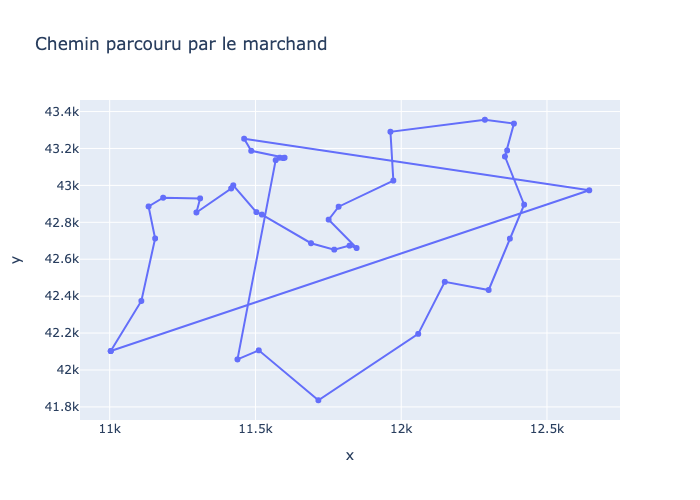 Chemin parcouru par le marchand
43.4k
43.2k
43k
42.8k
42.6k
42.4k
42.2k
42k
41.8k
y
11k
11.5k
12k
12.5k
x